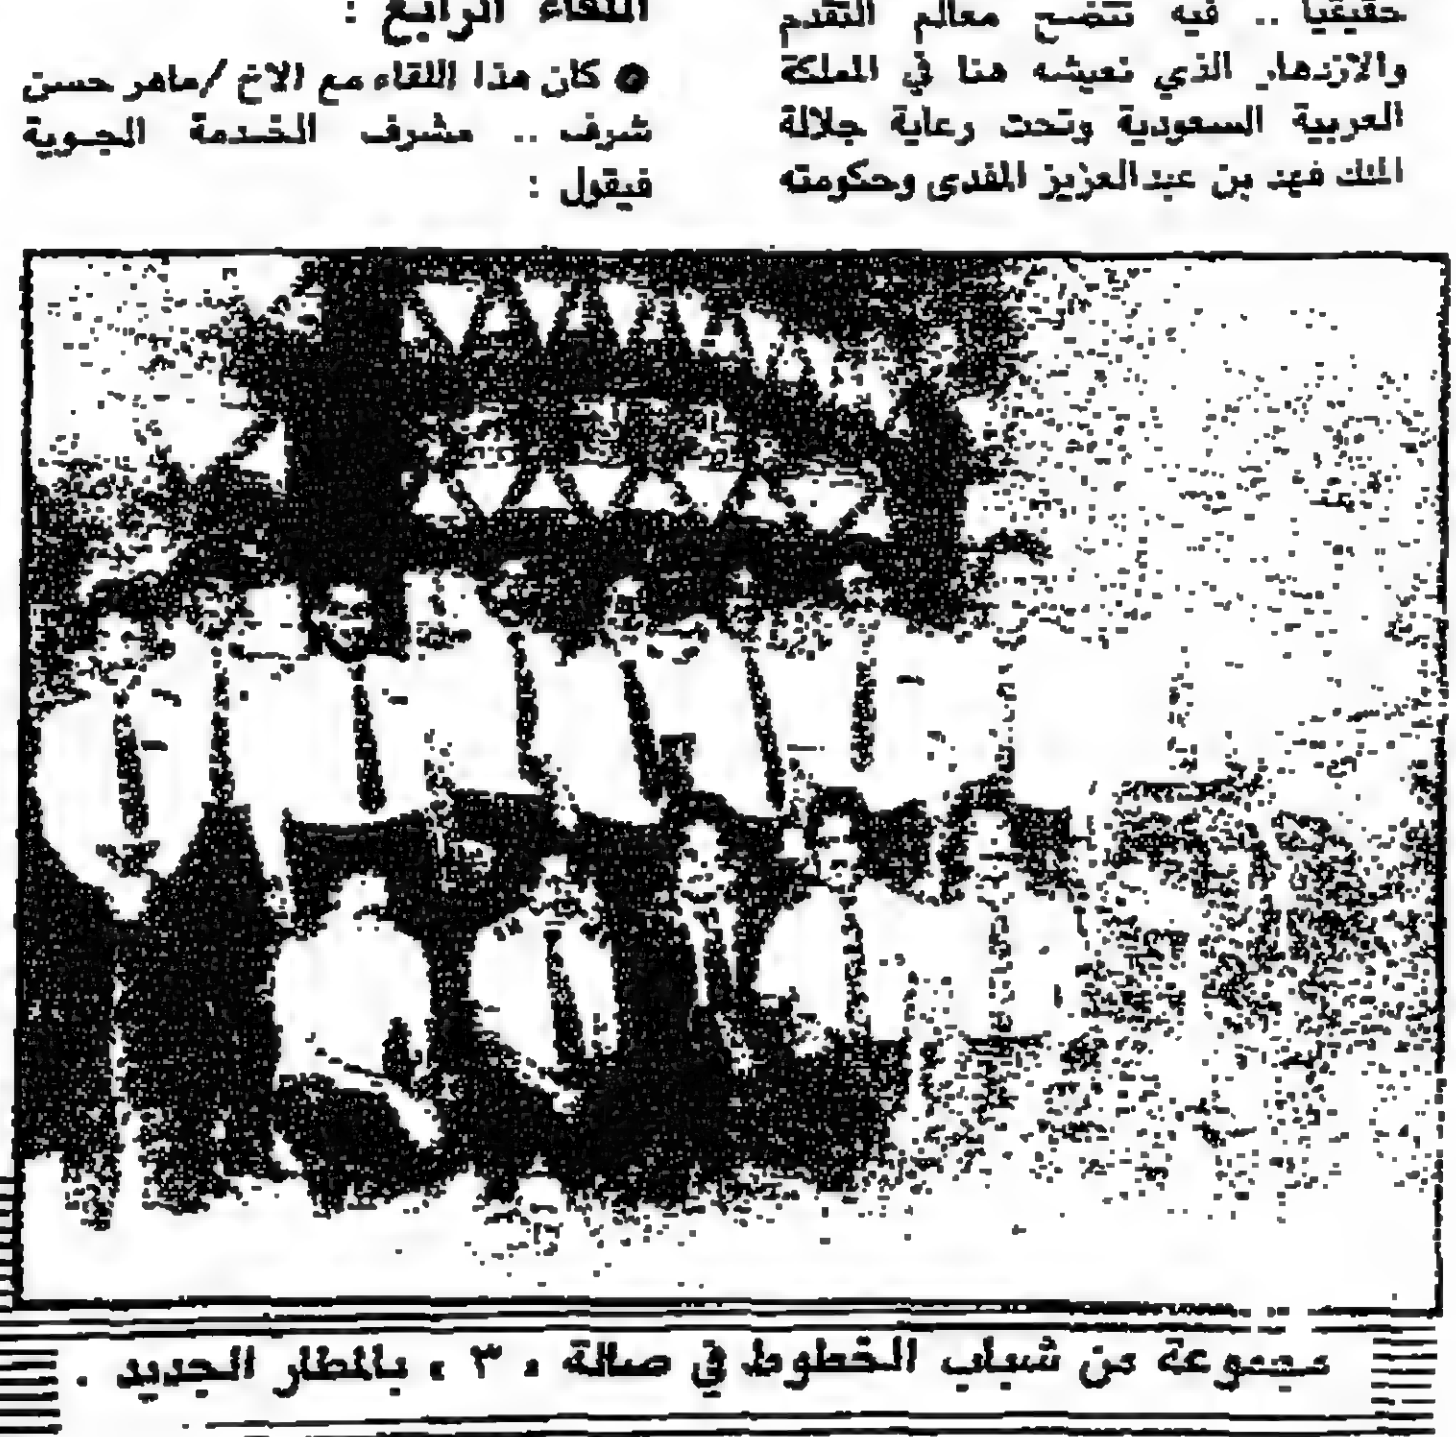 حقيقيا .. فيه تتضح معالم التقدم
والازدهار الذي نعيشه هنا في المملكة
العربية السعودية وتحت رعاية جلالة
الملك فهد بن عبدالعزيز المفدى وحكومته
اللقاء الرابع :
● كان هذا اللقاء مع الاخ / ماهر حسن
شرف .. مشرف الخدمة الجوية
فيقول :
مجموعة من شباب الخطوط في صالة « ٣ » بالمطار الجديد .